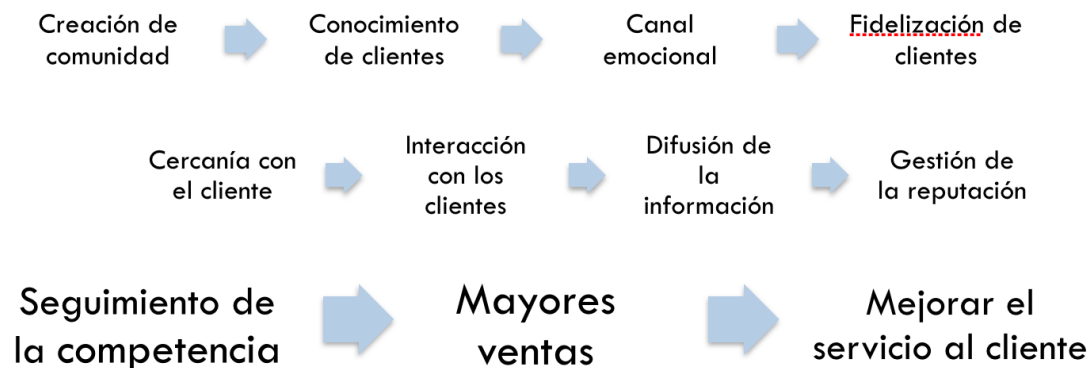 Creación de
comunidad
Conocimiento
de clientes
Canal
emocional
Fidelización de
clientes
Cercanía con
el cliente
Interacción
con los
clientes
Difusión de
la
información
Gestión de
la reputación
Seguimiento de
la competencia
Mayores
ventas
Mejorar el
servicio al cliente